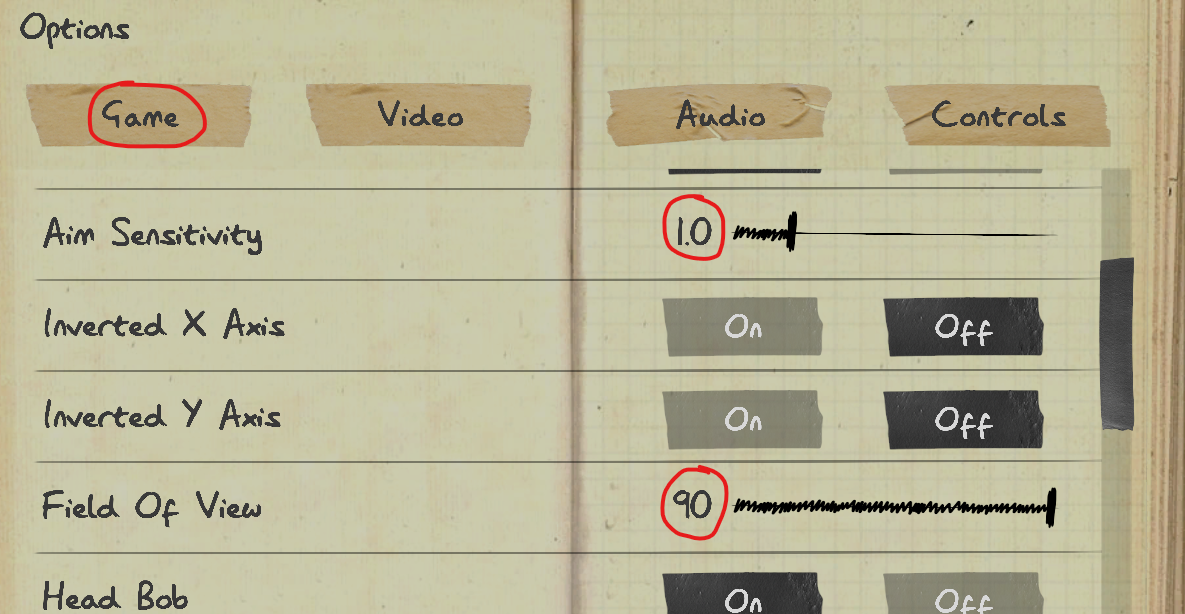 Options
Game Video Audio Controls
Aim Sensitivity 1.0
Inverted X Axis On Off
Inverted Y Axis On Off
Field Of View 90
Head Bob On Off